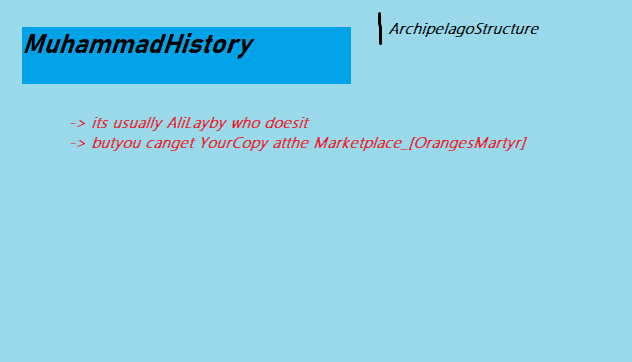 MuhammadHistory
ArchipelagoStructure
-> its usually AliLayby who doesit
-> butyou canget YourCopy atthe Marketplace_[OrangesMartyr]